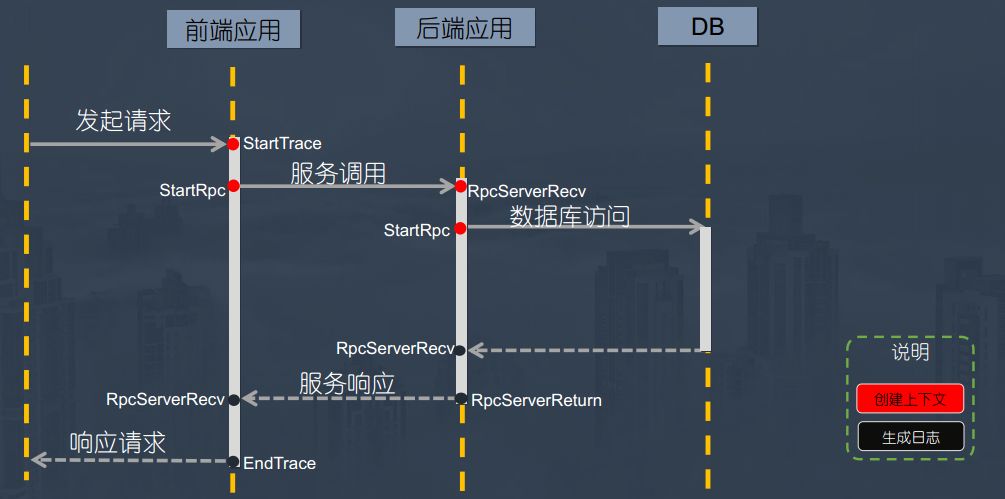 前端应用
后端应用
DB
发起请求
StartTrace
StartRpc
服务调用
RpcServerRecv
StartRpc
数据库访问
RpcServerRecv
说明
创建上下文
RpcServerRecv
服务响应
RpcServerReturn
生成日志
响应请求
EndTrace